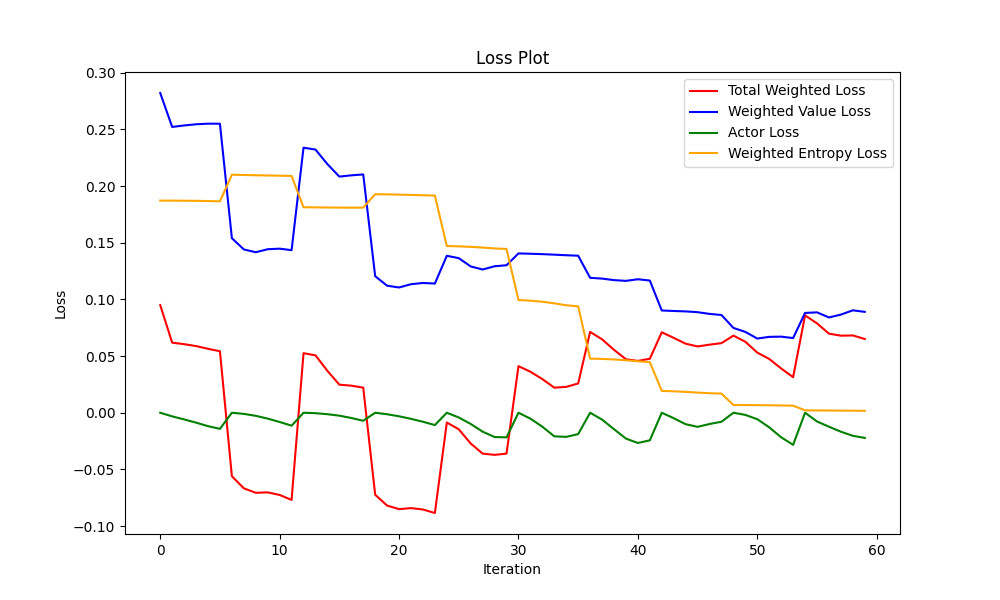 Loss Plot
Total Weighted Loss
Weighted Value Loss
Actor Loss
Weighted Entropy Loss
Loss
0.30
0.25
0.20
0.15
0.10
0.05
0.00
−0.05
−0.10
0 10 20 30 40 50 60
Iteration